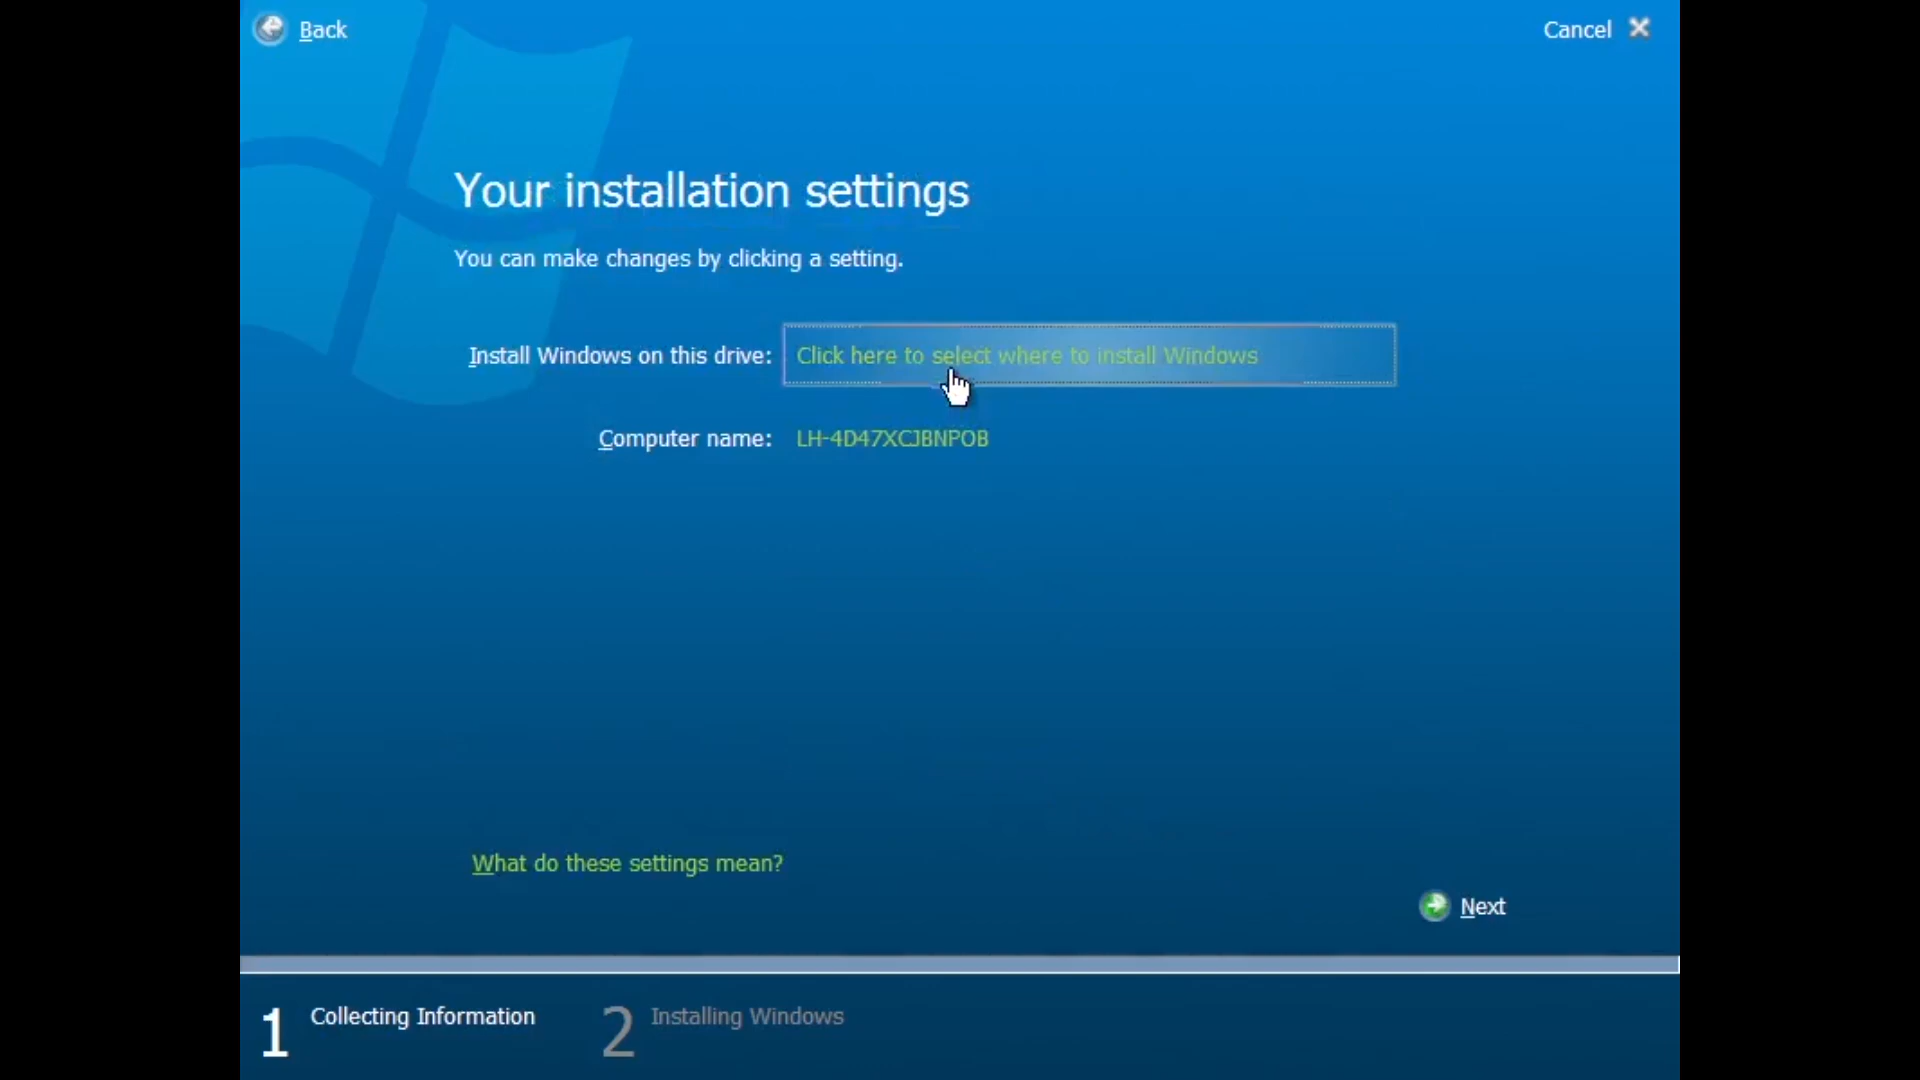 Back
Cancel
Your installation settings
You can make changes by clicking a setting.
Install Windows on this drive: Click here to select where to install Windows
Computer name: LH-4D47XCJBNPOB
What do these settings mean?
Next
1 Collecting Information 2 Installing Windows